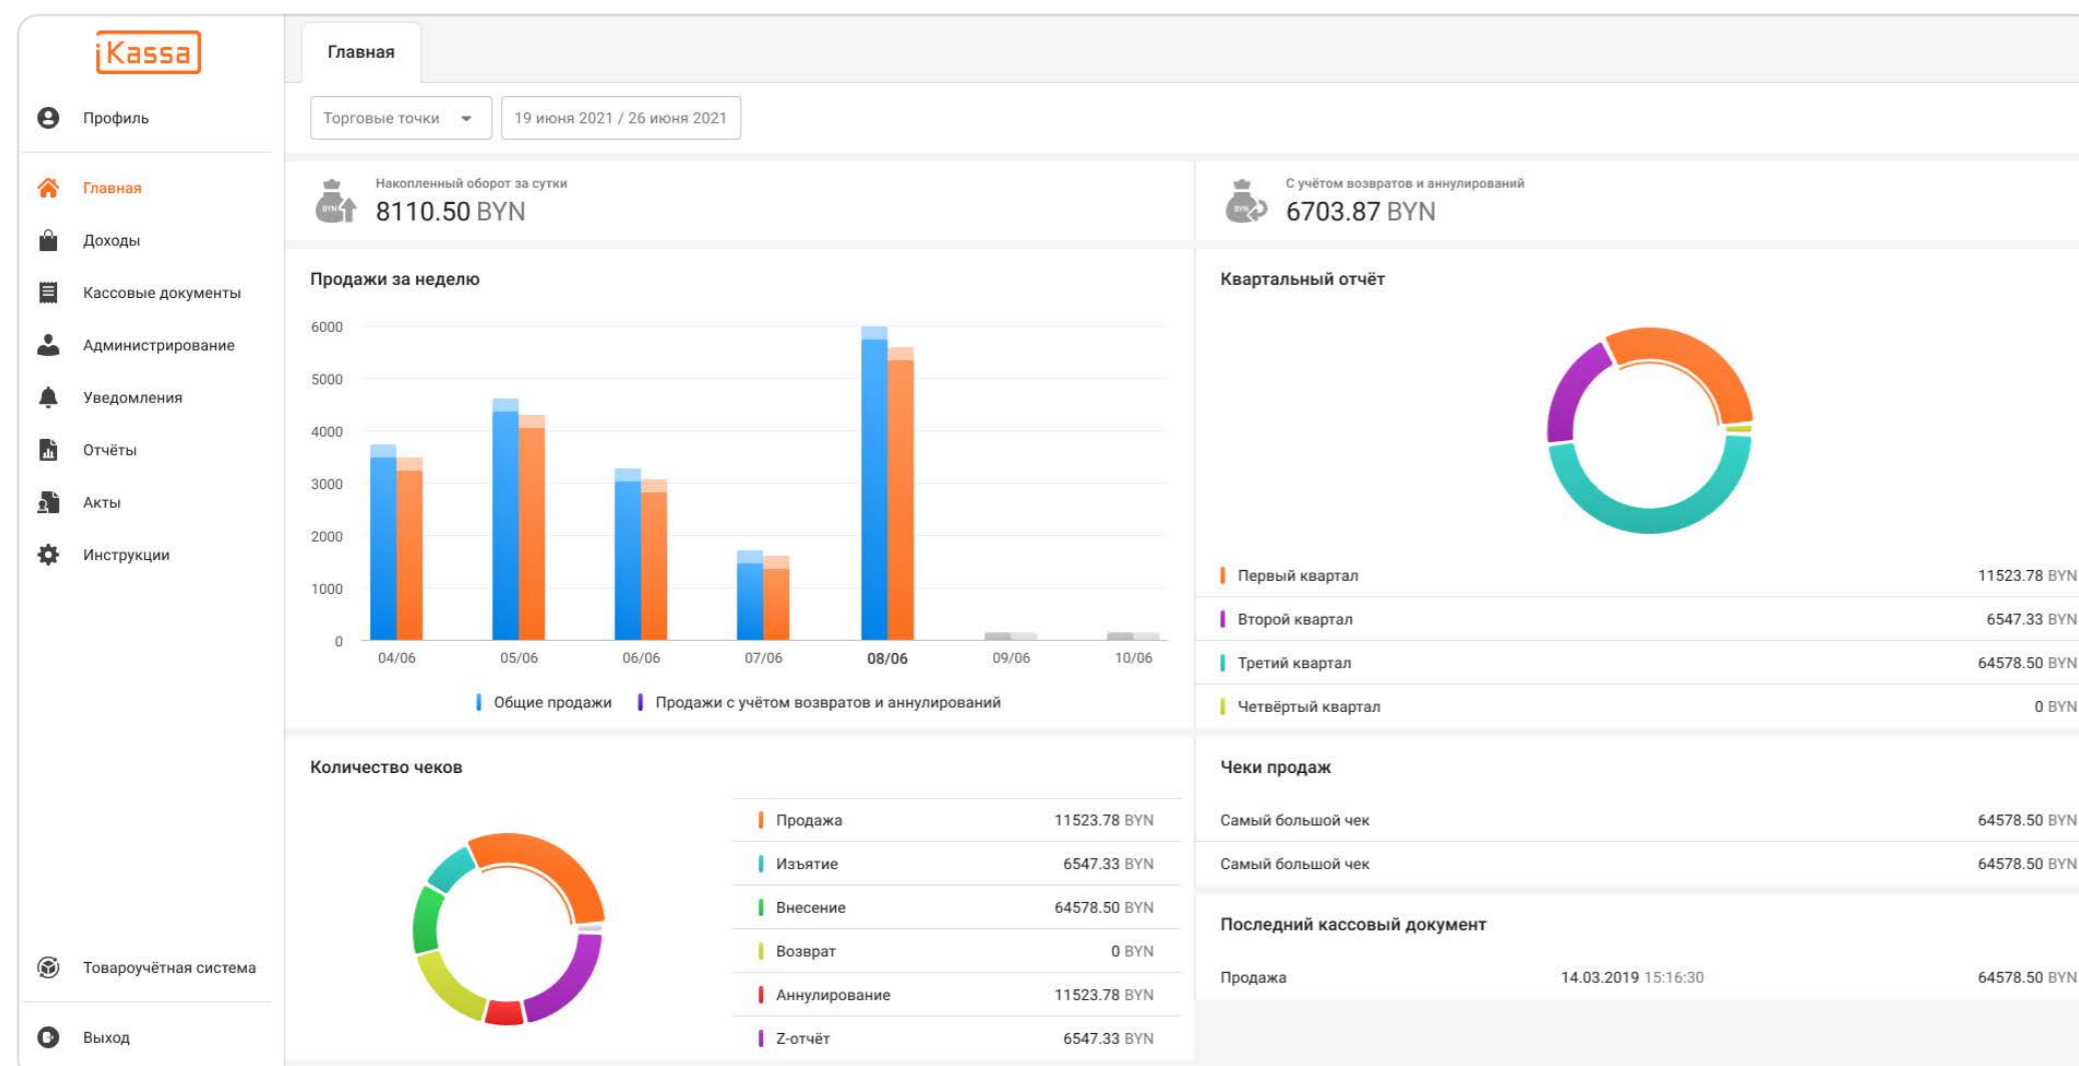 iKassa
Профиль
Главная
Доходы
Кассовые документы
Администрирование
Уведомления
Отчёты
Акты
Инструкции
Товароучётная система
Выход
Главная
Торговые точки
19 июня 2021 / 26 июня 2021
BYN
Накопленный оборот за сутки
8110.50 BYN
BYN
С учётом возвратов и аннулирований
6703.87 BYN
Продажи за неделю
6000
5000
4000
3000
2000
1000
0
04/06 05/06 06/06 07/06 08/06 09/06 10/06
Общие продажи Продажи с учётом возвратов и аннулирований
Квартальный отчёт
Первый квартал 11523.78 BYN
Второй квартал 6547.33 BYN
Третий квартал 64578.50 BYN
Четвёртый квартал 0 BYN
Количество чеков
Продажа 11523.78 BYN
Изъятие 6547.33 BYN
Внесение 64578.50 BYN
Возврат 0 BYN
Аннулирование 11523.78 BYN
Z-отчёт 6547.33 BYN
Чеки продаж
Самый большой чек 64578.50 BYN
Самый большой чек 64578.50 BYN
Последний кассовый документ
Продажа 14.03.2019 15:16:30 64578.50 BYN